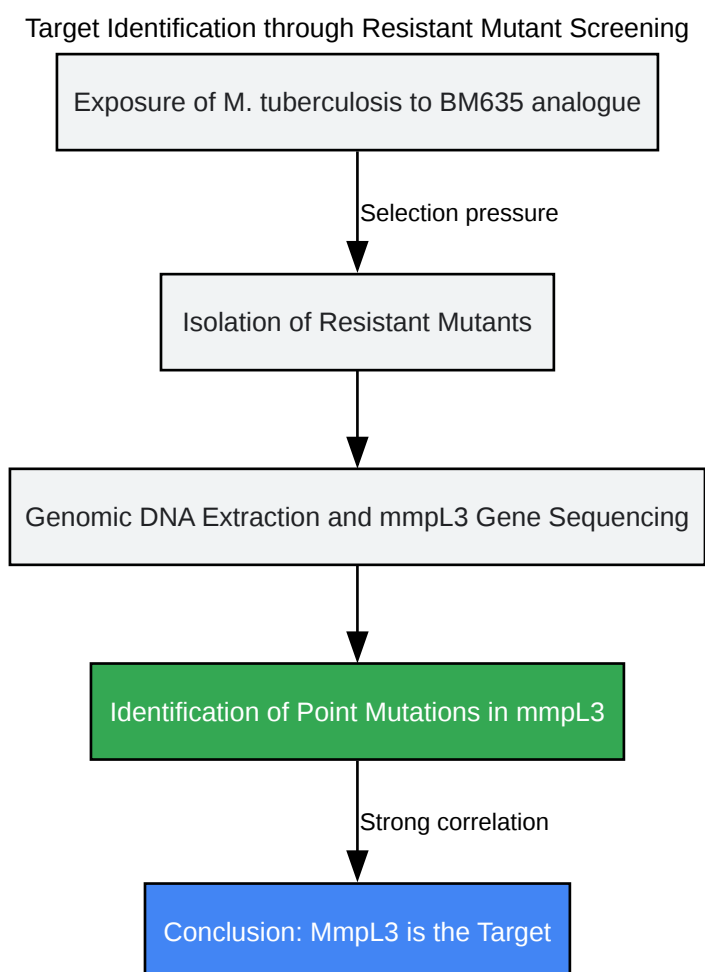 Target Identification through Resistant Mutant Screening
Exposure of M. tuberculosis to BM635 analogue
Selection pressure
Isolation of Resistant Mutants
Genomic DNA Extraction and mmpL3 Gene Sequencing
Identification of Point Mutations in mmpL3
Strong correlation
Conclusion: MmpL3 is the Target